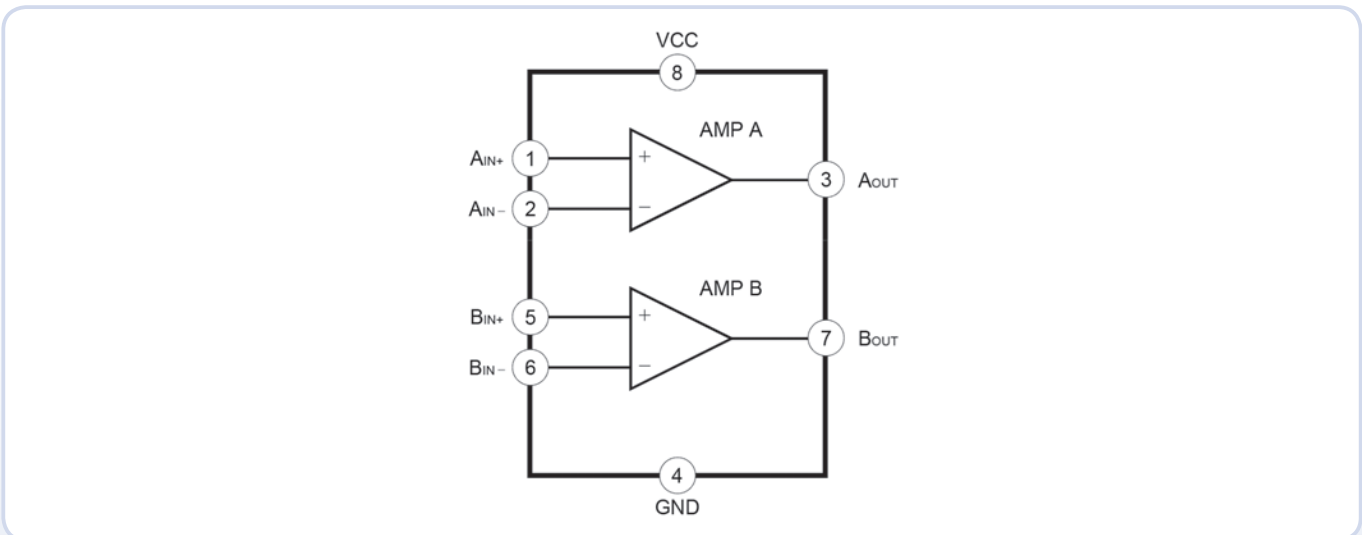 VCC
8
AMP A
AIN+ 1 +
3 AOUT
AIN− 2 −
AMP B
BIN+ 5 +
7 BOUT
BIN− 6 −
4
GND